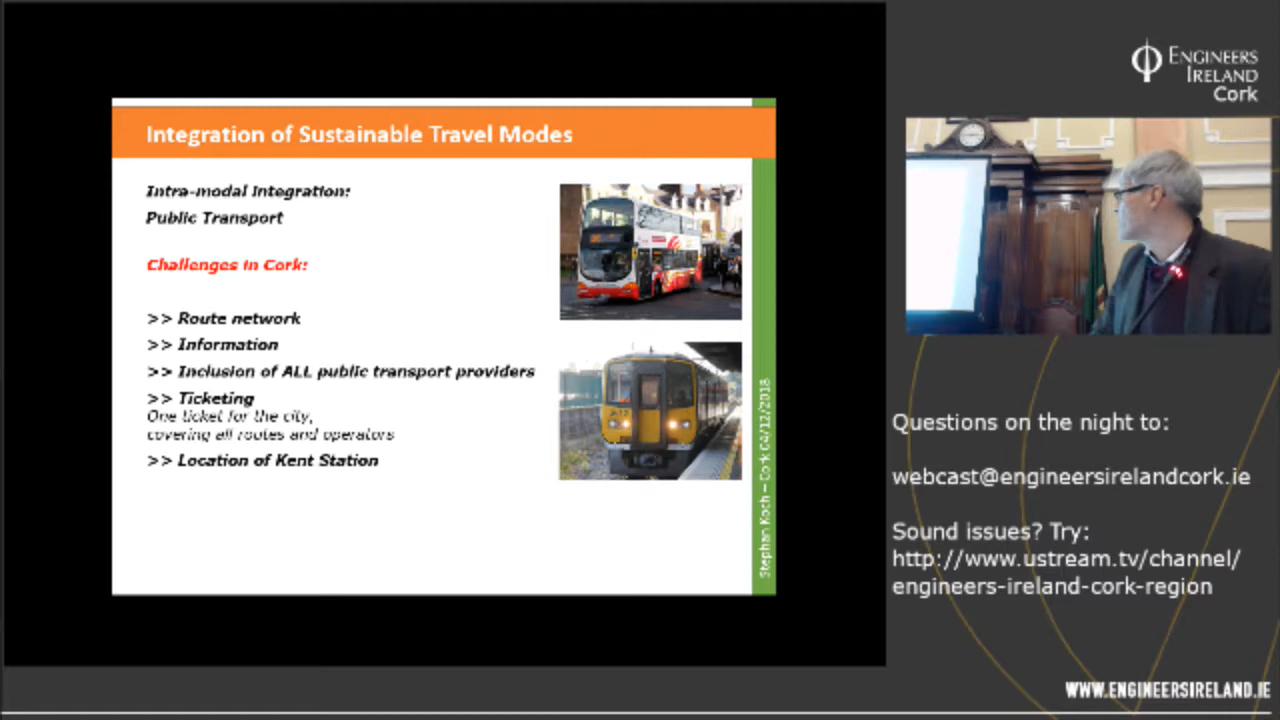 Integration of Sustainable Travel Modes
Intra-modal Integration:
Public Transport
Challenges in Cork:
>> Route network
>> Information
>> Inclusion of ALL public transport providers
>> Ticketing
One ticket for the city,
covering all routes and operators
>> Location of Kent Station
Stephan Koch – Cork 04/12/2018
ENGINEERS
IRELAND
Cork
Questions on the night to:
webcast@engineersirelandcork.ie
Sound issues? Try:
http://www.ustream.tv/channel/
engineers-ireland-cork-region
WWW.ENGINEERSIRELAND.IE